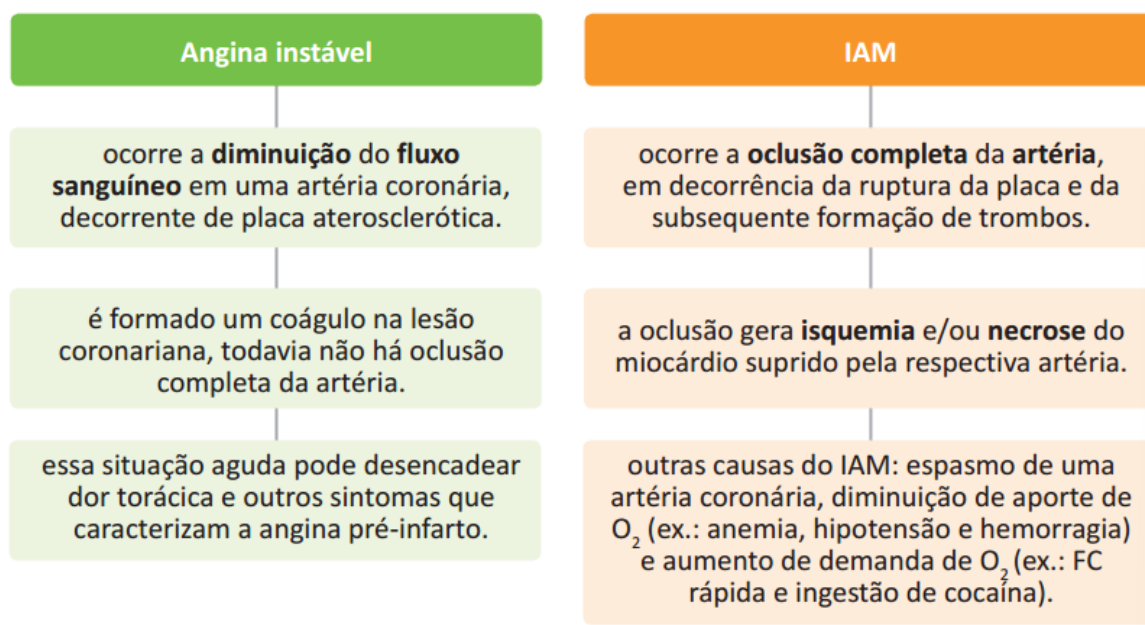 Angina instável
ocorre a diminuição do fluxo
sanguíneo em uma artéria coronária,
decorrente de placa aterosclerótica.
é formado um coágulo na lesão
coronariana, todavia não há oclusão
completa da artéria.
essa situação aguda pode desencadear
dor torácica e outros sintomas que
caracterizam a angina pré-infarto.
IAM
ocorre a oclusão completa da artéria,
em decorrência da ruptura da placa e da
subsequente formação de trombos.
a oclusão gera isquemia e/ou necrose do
miocárdio suprido pela respectiva artéria.
outras causas do IAM: espasmo de uma
artéria coronária, diminuição de aporte de
O₂ (ex.: anemia, hipotensão e hemorragia)
e aumento de demanda de O₂ (ex.: FC
rápida e ingestão de cocaína).